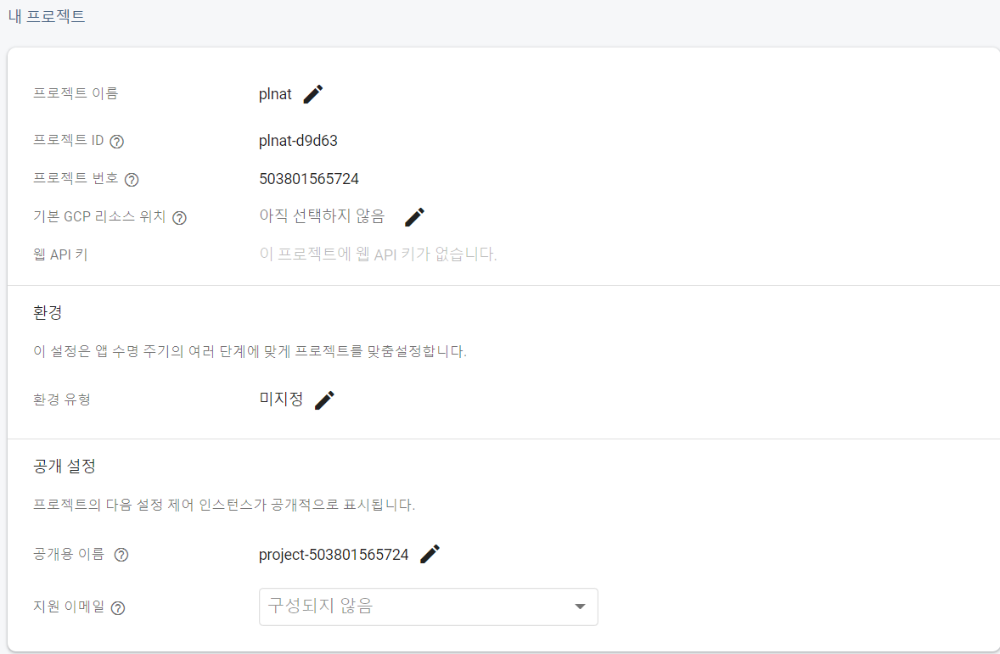 내 프로젝트
프로젝트 이름 plnat
프로젝트 ID plnat-d9d63
프로젝트 번호 503801565724
기본 GCP 리소스 위치 아직 선택하지 않음
웹 API 키 이 프로젝트에 웹 API 키가 없습니다.
환경
이 설정은 앱 수명 주기의 여러 단계에 맞게 프로젝트를 맞춤설정합니다.
환경 유형 미지정
공개 설정
프로젝트의 다음 설정 제어 인스턴스가 공개적으로 표시됩니다.
공개용 이름 project-503801565724
지원 이메일 구성되지 않음